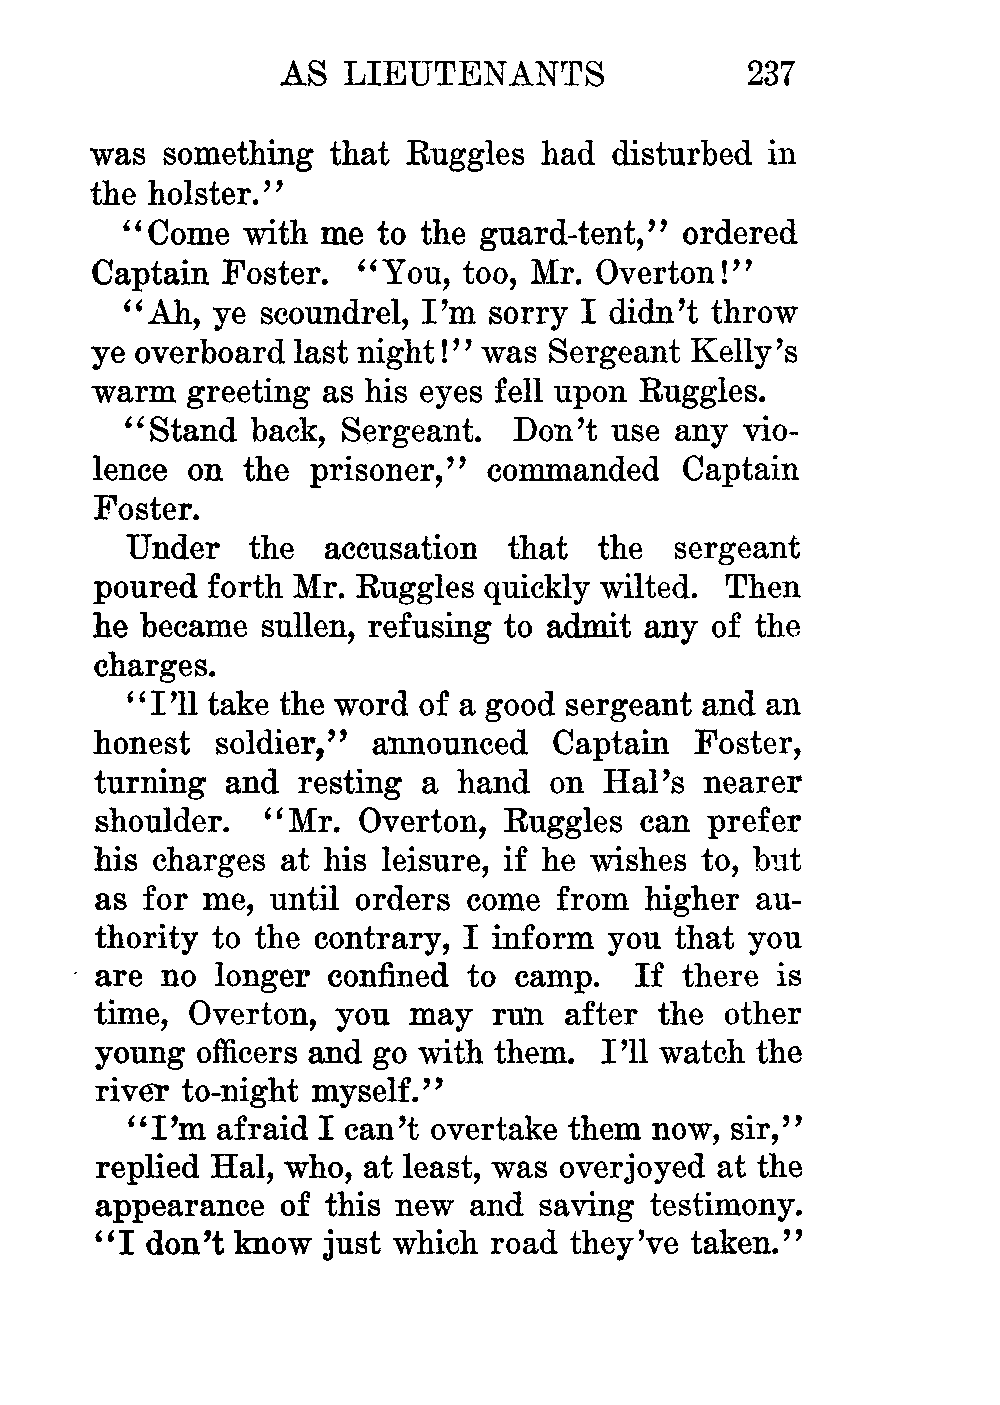 AS LIEUTENANTS 237
was something that Ruggles had disturbed in
the holster.”
“Come with me to the guard-tent,” ordered
Captain Foster. “You, too, Mr. Overton!”
“Ah, ye scoundrel, I’m sorry I didn’t throw
ye overboard last night!” was Sergeant Kelly’s
warm greeting as his eyes fell upon Ruggles.
“Stand back, Sergeant. Don’t use any vio-
lence on the prisoner,” commanded Captain
Foster.
Under the accusation that the sergeant
poured forth Mr. Ruggles quickly wilted. Then
he became sullen, refusing to admit any of the
charges.
“I’ll take the word of a good sergeant and an
honest soldier,” announced Captain Foster,
turning and resting a hand on Hal’s nearer
shoulder. “Mr. Overton, Ruggles can prefer
his charges at his leisure, if he wishes to, but
as for me, until orders come from higher au-
thority to the contrary, I inform you that you
are no longer confined to camp. If there is
time, Overton, you may run after the other
young officers and go with them. I’ll watch the
river to-night myself.”
“I’m afraid I can’t overtake them now, sir,”
replied Hal, who, at least, was overjoyed at the
appearance of this new and saving testimony.
“I don’t know just which road they’ve taken.”